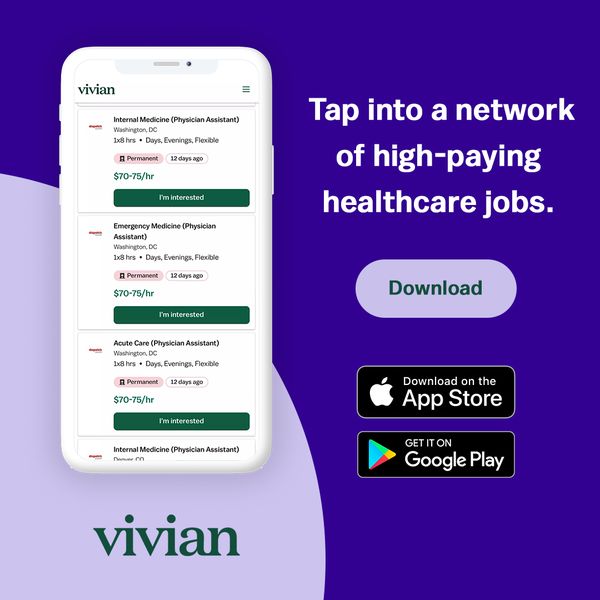 vivian
Internal Medicine (Physician Assistant)
Washington, DC
1x8 hrs • Days, Evenings, Flexible
Permanent 12 days ago
$70-75/hr
I'm interested
Emergency Medicine (Physician
Assistant)
Washington, DC
1x8 hrs • Days, Evenings, Flexible
Permanent 12 days ago
$70-75/hr
I'm interested
Acute Care (Physician Assistant)
Washington, DC
1x8 hrs • Days, Evenings, Flexible
Permanent 12 days ago
$70-75/hr
I'm interested
Internal Medicine (Physician Assistant)
Denver, CO
vivian
Tap into a network
of high-paying
healthcare jobs.
Download
Download on the
App Store
GET IT ON
Google Play